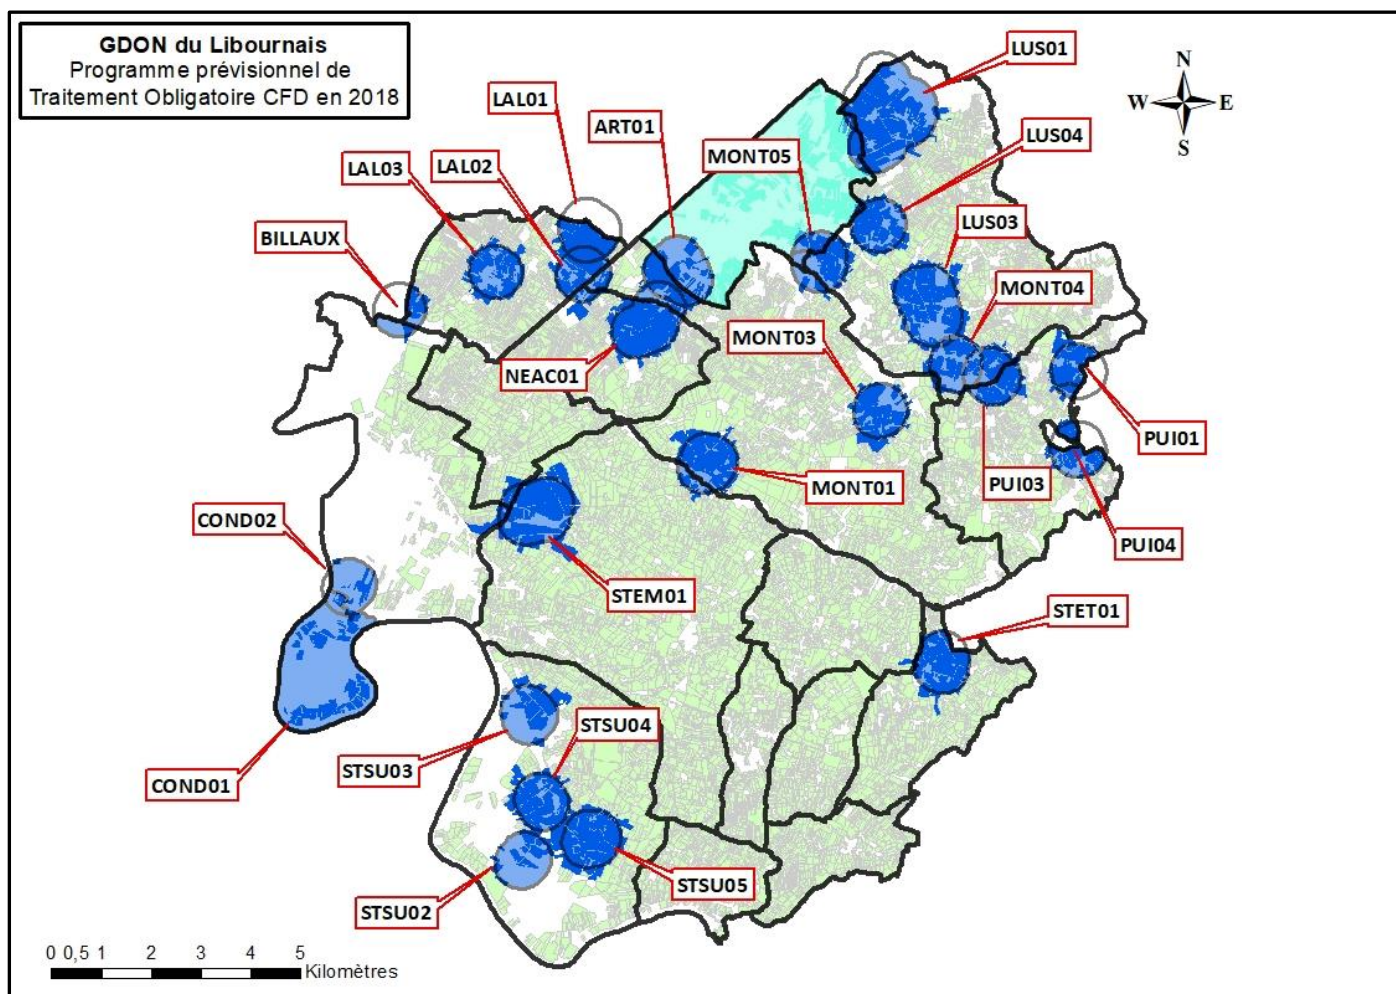 GDON du Libournais
Programme prévisionnel de
Traitement Obligatoire CFD en 2018
LUS01
N
W E
S
LAL01
ART01
LUS04
MONT05
LAL03
LAL02
LUS03
BILLAUX
MONT04
MONT03
NEAC01
PUI01
MONT01
PUI03
COND02
PUI04
STEM01
STET01
STSU04
STSU03
COND01
STSU05
STSU02
0 0,5 1 2 3 4 5
Kilomètres